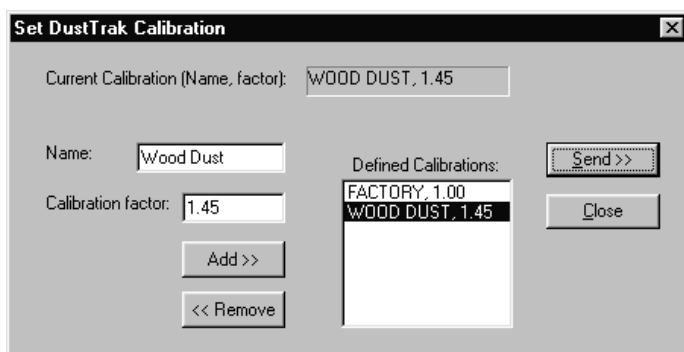 Set DustTrak Calibration
Current Calibration (Name, factor): WOOD DUST, 1.45
Name: Wood Dust
Calibration factor: 1.45
Add >>
<< Remove
Defined Calibrations:
FACTORY, 1.00
WOOD DUST, 1.45
Send >>
Close